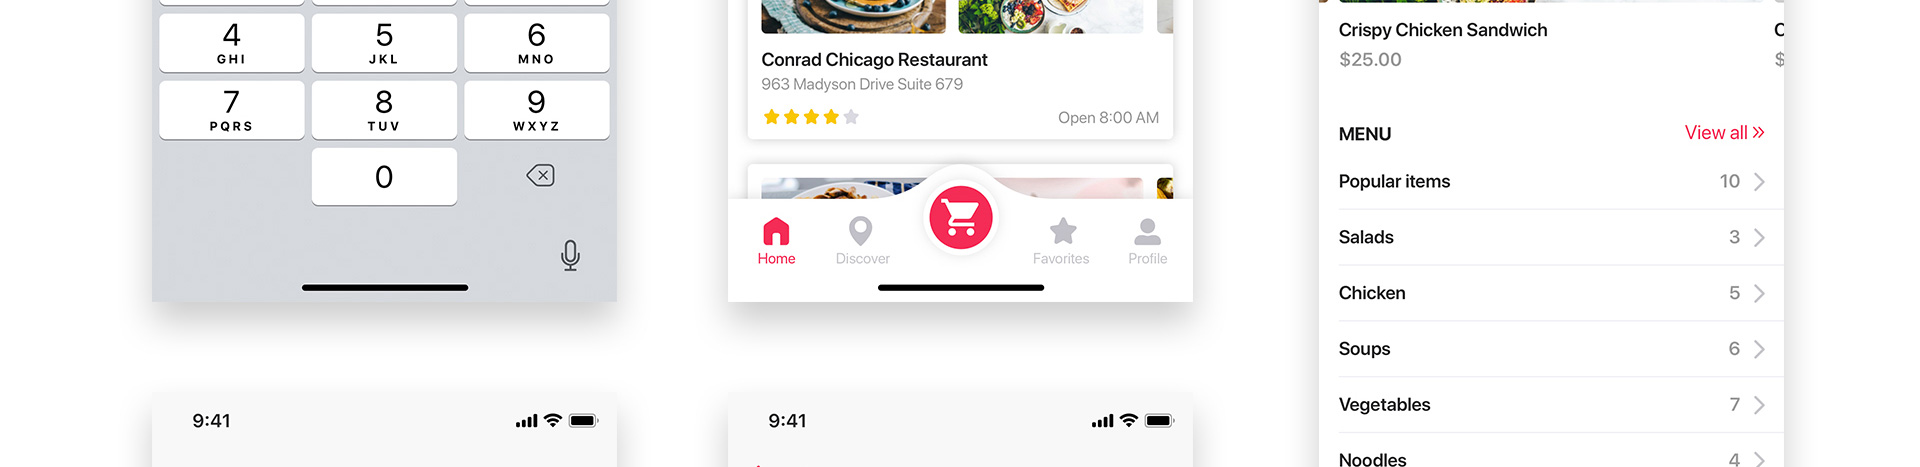 4
GHI
5
JKL
6
MNO
7
PQRS
8
TUV
9
WXYZ
0
9:41
Conrad Chicago Restaurant
963 Madyson Drive Suite 679
Open 8:00 AM
Home
Discover
Favorites
Profile
9:41
Crispy Chicken Sandwich
$25.00
C
$
MENU
View all
Popular items 10
Salads 3
Chicken 5
Soups 6
Vegetables 7
Noodles 4